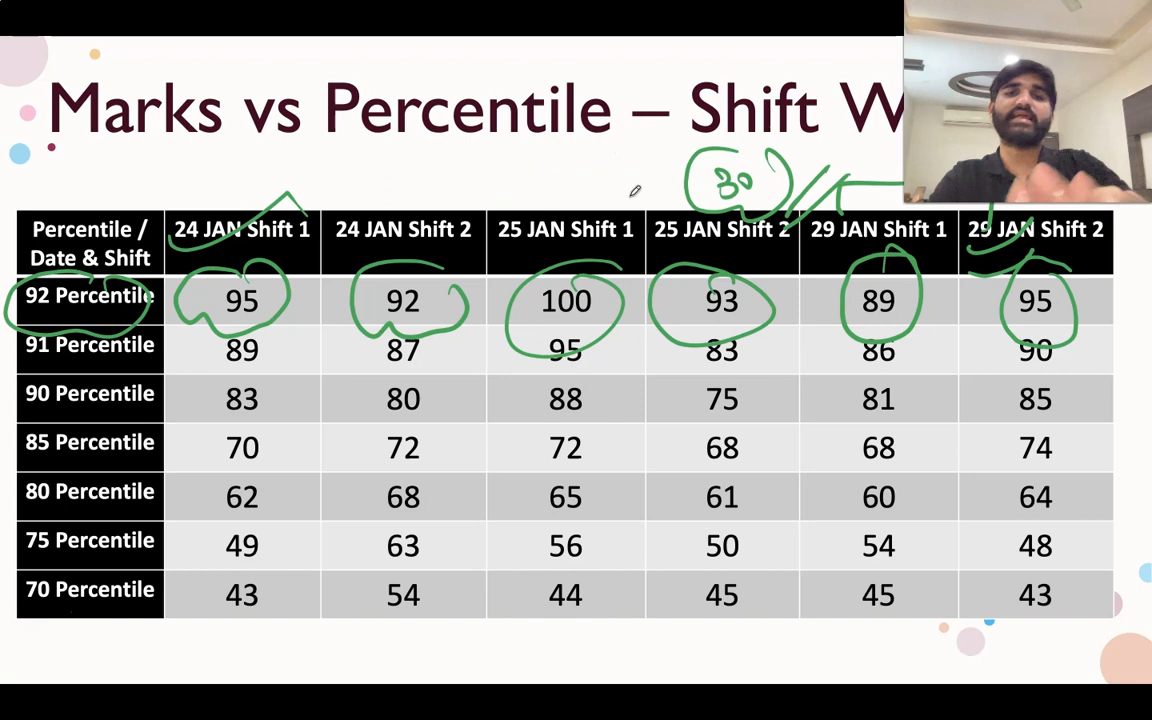 Marks vs Percentile – Shift W
30
Percentile / Date & Shift 24 JAN Shift 1 24 JAN Shift 2 25 JAN Shift 1 25 JAN Shift 2 29 JAN Shift 1 29 JAN Shift 2
92 Percentile 95 92 100 93 89 95
91 Percentile 89 87 95 83 86 90
90 Percentile 83 80 88 75 81 85
85 Percentile 70 72 72 68 68 74
80 Percentile 62 68 65 61 60 64
75 Percentile 49 63 56 50 54 48
70 Percentile 43 54 44 45 45 43